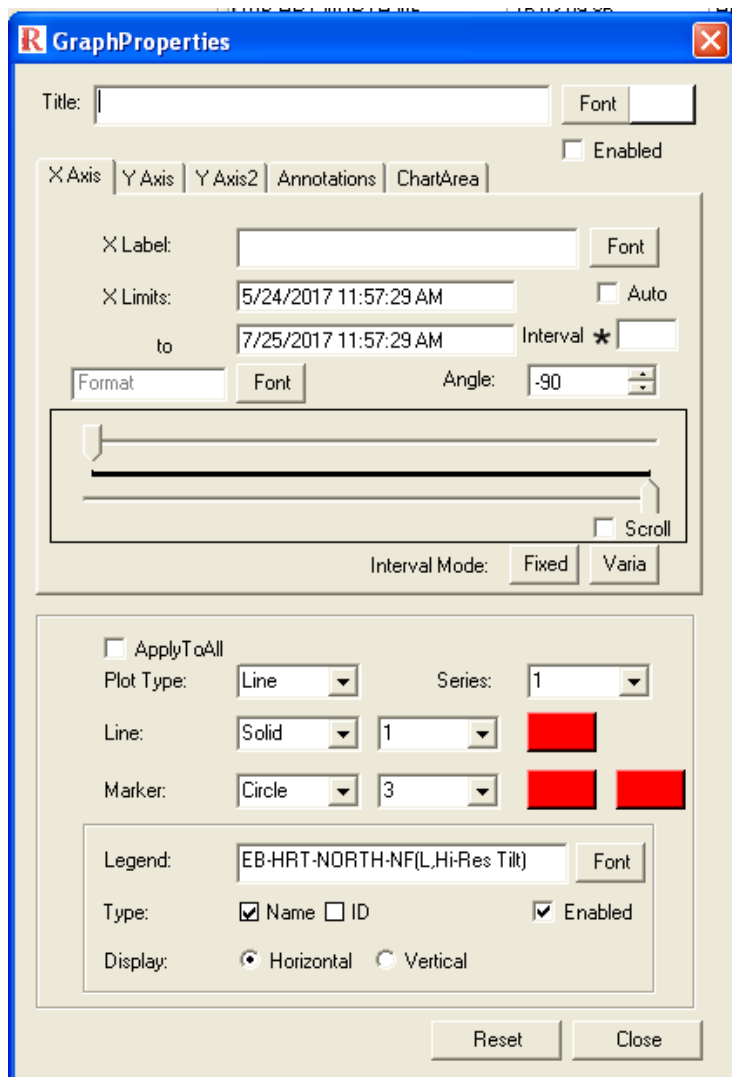 GraphProperties
Title: Font
Enabled
X Axis Y Axis Y Axis2 Annotations ChartArea
X Label: Font
X Limits: 5/24/2017 11:57:29 AM Auto
to 7/25/2017 11:57:29 AM Interval *
Format Font Angle: -90
Scroll
Interval Mode: Fixed Varia
ApplyToAll
Plot Type: Line Series: 1
Line: Solid 1
Marker: Circle 3
Legend: EB-HRT-NORTH-NF(L,Hi-Res Tilt) Font
Type: Name ID Enabled
Display: Horizontal Vertical
Reset Close